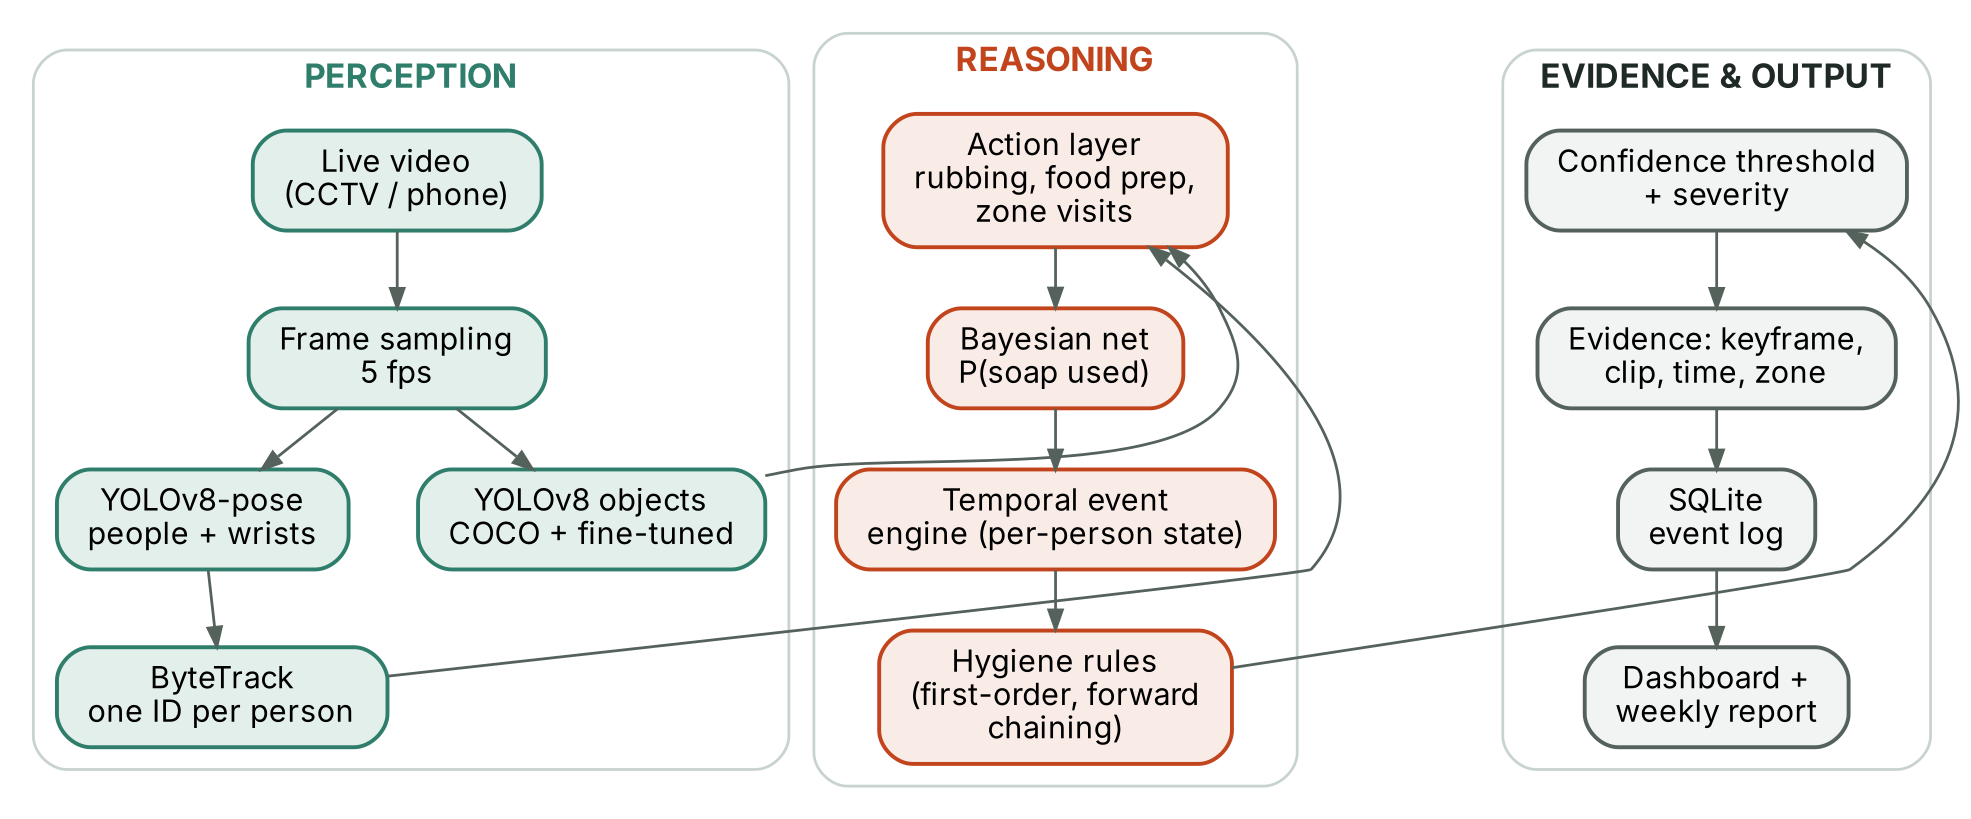 PERCEPTION
Live video
(CCTV / phone)
Frame sampling
5 fps
YOLOv8-pose
people + wrists
YOLOv8 objects
COCO + fine-tuned
ByteTrack
one ID per person
REASONING
Action layer
rubbing, food prep,
zone visits
Bayesian net
P(soap used)
Temporal event
engine (per-person state)
Hygiene rules
(first-order, forward
chaining)
EVIDENCE & OUTPUT
Confidence threshold
+ severity
Evidence: keyframe,
clip, time, zone
SQLite
event log
Dashboard +
weekly report